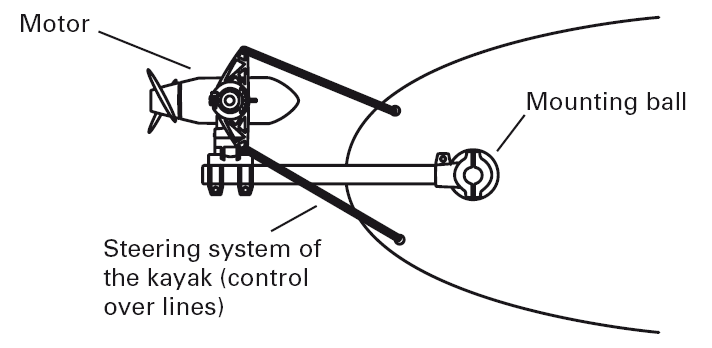 Motor
Mounting ball
Steering system of
the kayak (control
over lines)